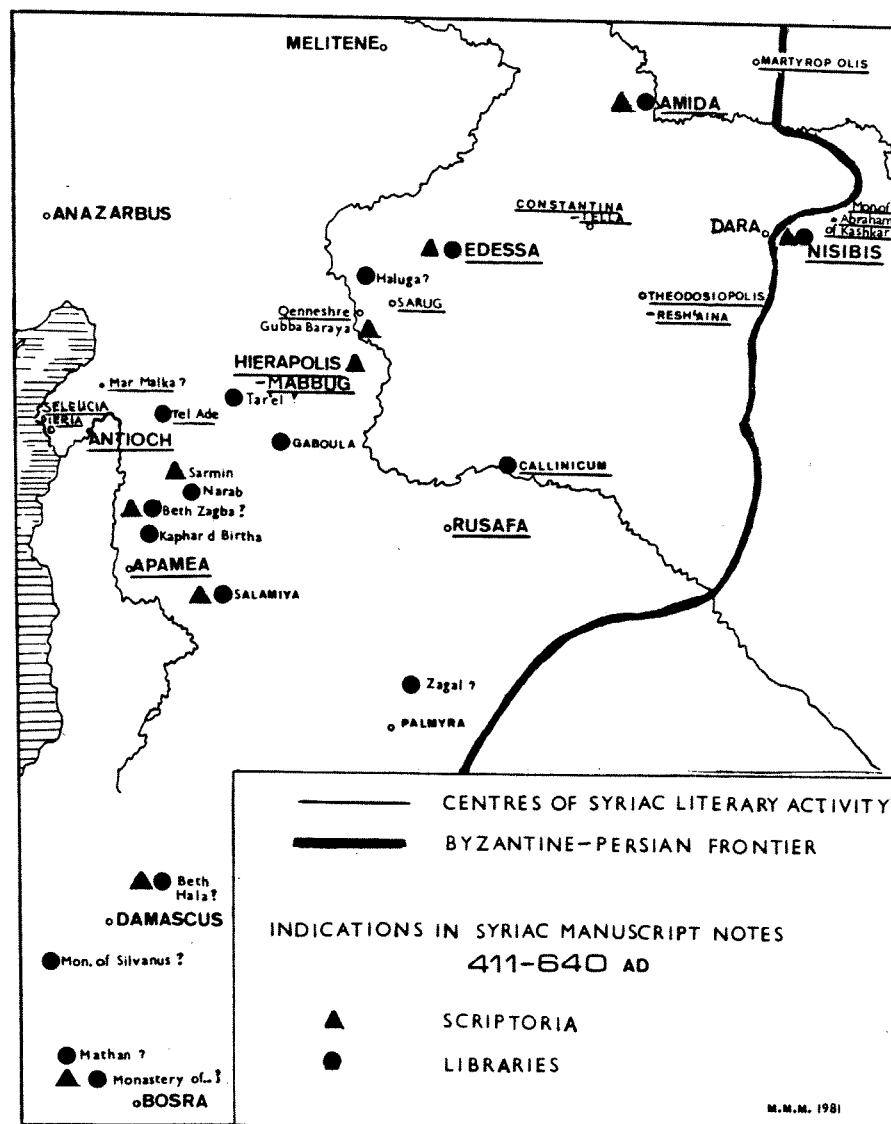 MELITENE
MARTYROP OLIS
AMIDA
ANAZARBUS
CONSTANTINA
-TELLA
DARA
Mon.of
Abraham
of Kashkar
NISIBIS
EDESSA
Haluga?
SARUG
THEODOSIOPOLIS
-RESH'AINA
Qenneshre
Gubba Baraya
HIERAPOLIS
-MABBUG
Mar Malka ?
Tar'el ?
SELEUCIA
IERIA
Tel Ade
ANTIOCH
GABOULA
CALLINICUM
Sarmin
Narab
Beth Zagba ?
Kaphar d Birtha
RUSAFA
APAMEA
SALAMIYA
Zagal ?
PALMYRA
CENTRES OF SYRIAC LITERARY ACTIVITY
BYZANTINE-PERSIAN FRONTIER
Beth
Hala?
DAMASCUS
INDICATIONS IN SYRIAC MANUSCRIPT NOTES
411-640 AD
Mon. of Silvanus ?
SCRIPTORIA
Mathan ?
LIBRARIES
Monastery of...?
BOSRA
M.M.M. 1981